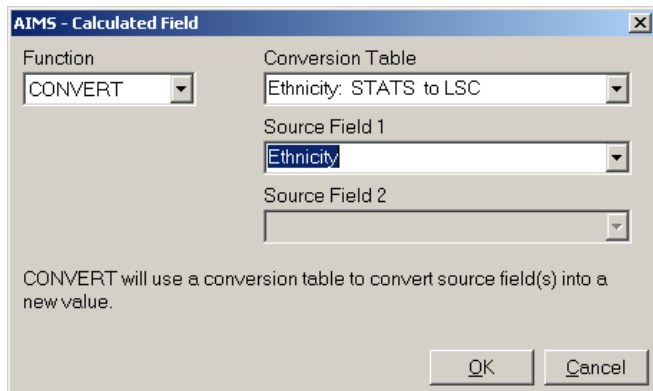 AIMS - Calculated Field
Function
Conversion Table
CONVERT
Ethnicity: STATS to LSC
Source Field 1
Ethnicity
Source Field 2
CONVERT will use a conversion table to convert source field(s) into a
new value.
OK
Cancel